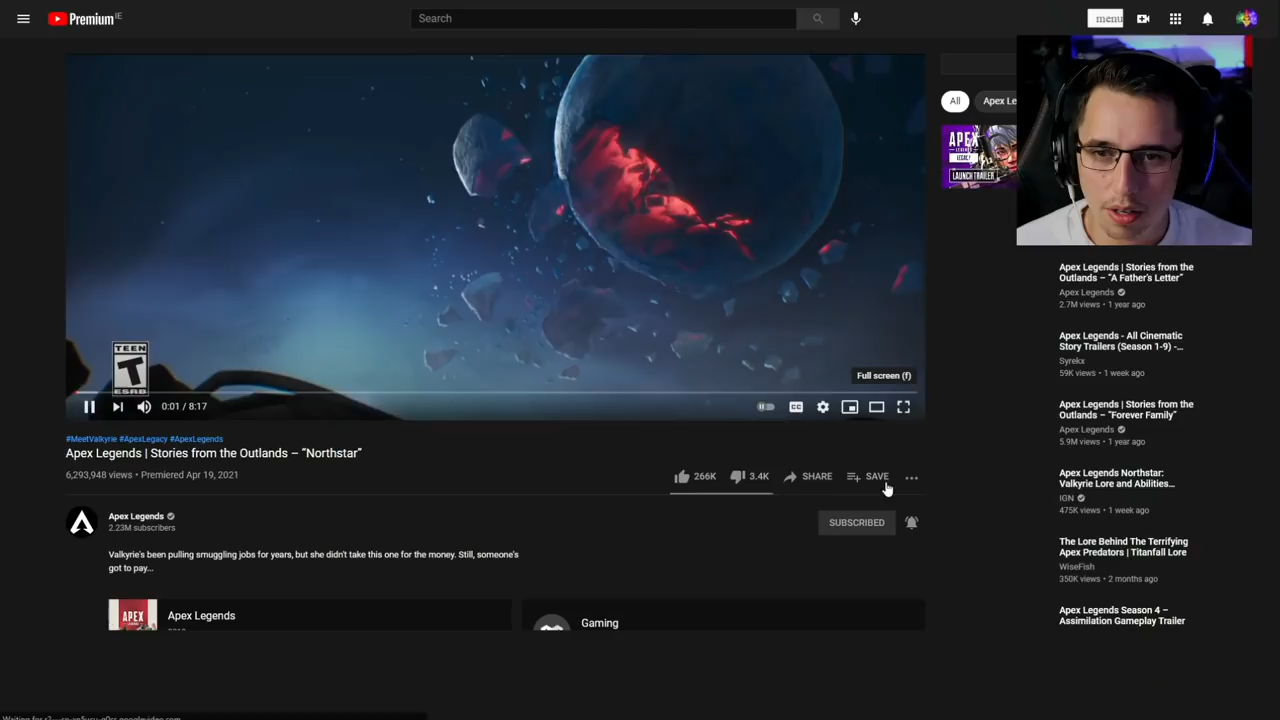 Premium IE
Search
menu
All
Apex Le
APEX
LEGENDS
LEGACY
LAUNCH TRAILER
TEEN
T
ESRB
Full screen (f)
0:01 / 8:17
CC
#MeetValkyrie #ApexLegacy #ApexLegends
Apex Legends | Stories from the Outlands – “Northstar”
6,293,948 views • Premiered Apr 19, 2021
266K
3.4K
SHARE
SAVE
Apex Legends
2.23M subscribers
SUBSCRIBED
Valkyrie's been pulling smuggling jobs for years, but she didn't take this one for the money. Still, someone's
got to pay...
APEX
Apex Legends
Gaming
Apex Legends | Stories from the
Outlands – “A Father's Letter”
Apex Legends
2.7M views • 1 year ago
Apex Legends - All Cinematic
Story Trailers (Season 1-9) -...
Syrekx
59K views • 1 week ago
Apex Legends | Stories from the
Outlands – “Forever Family”
Apex Legends
5.9M views • 1 year ago
Apex Legends Northstar:
Valkyrie Lore and Abilities...
IGN
475K views • 1 week ago
The Lore Behind The Terrifying
Apex Predators | Titanfall Lore
WiseFish
350K views • 2 months ago
Apex Legends Season 4 –
Assimilation Gameplay Trailer